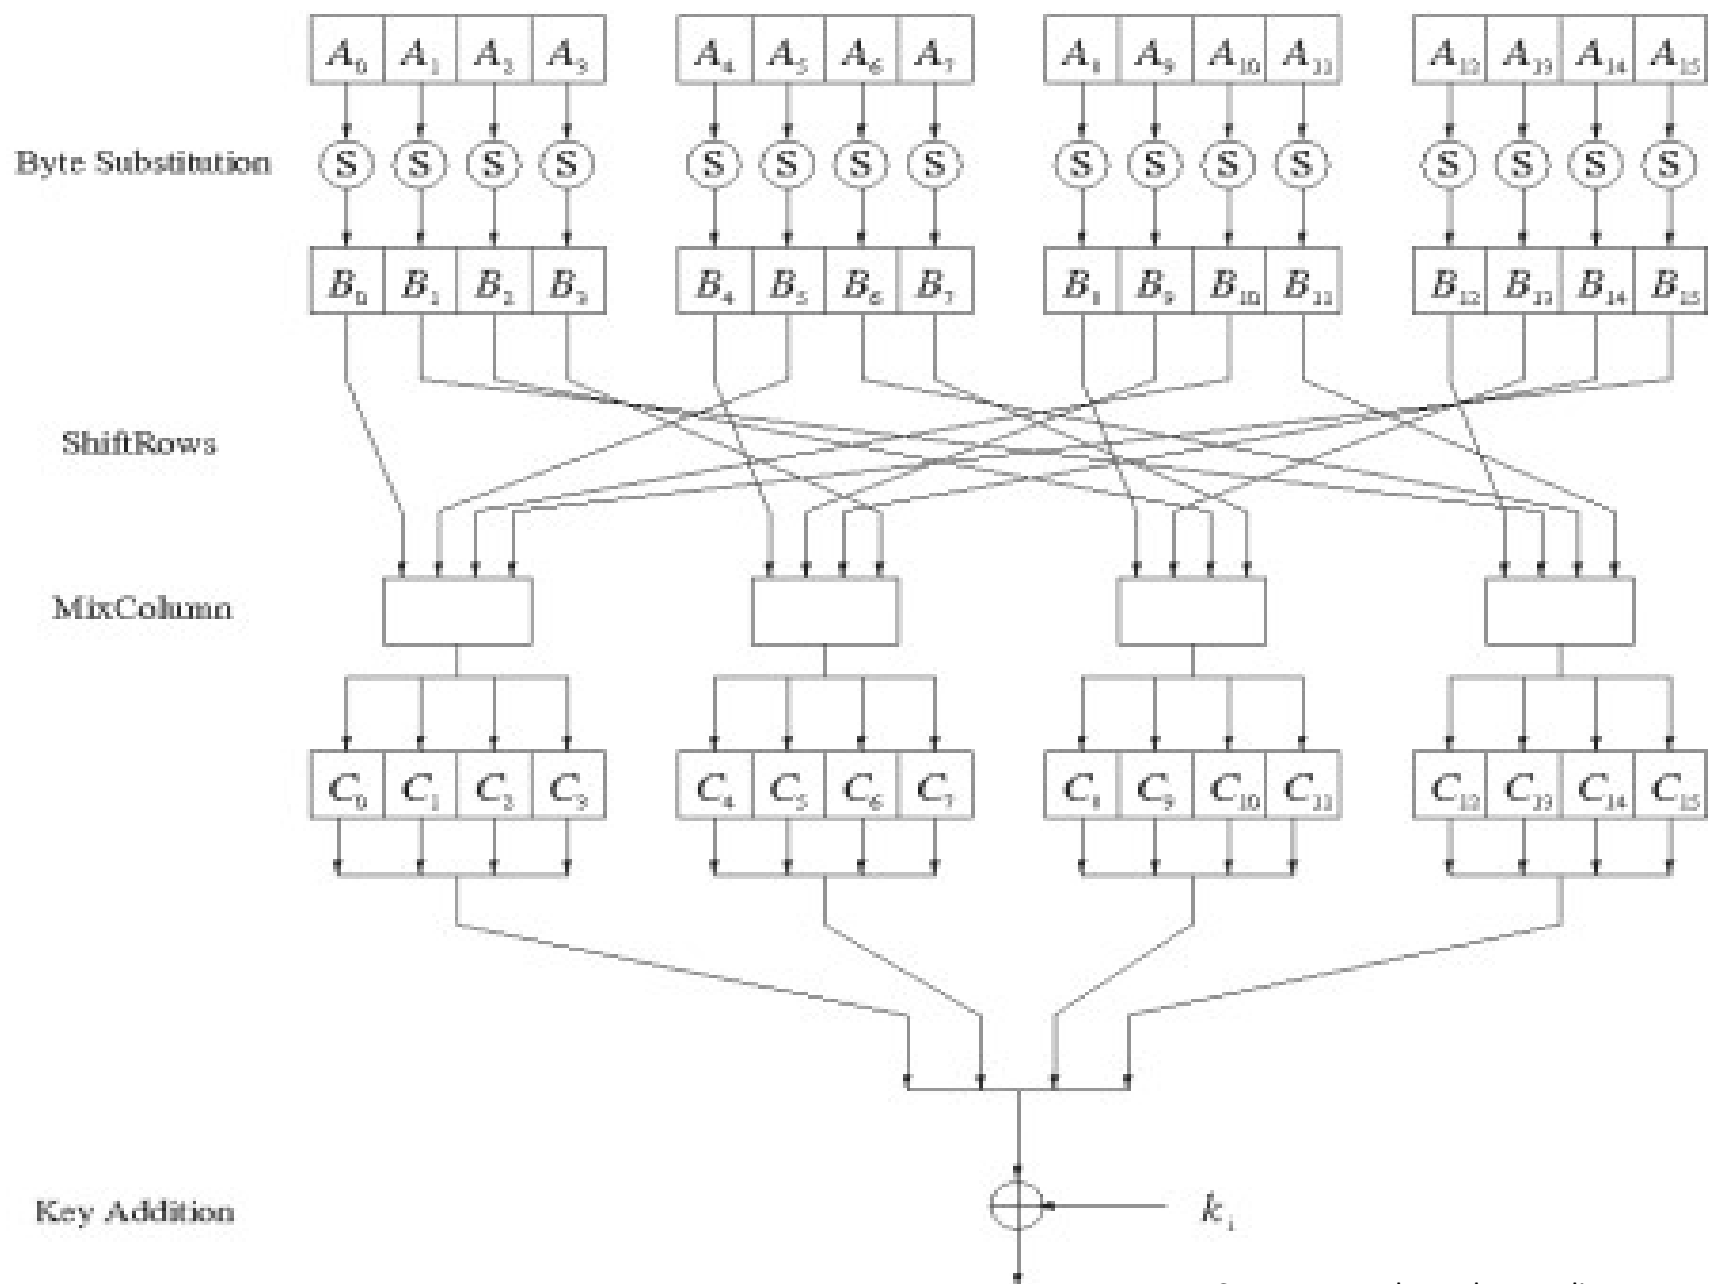 A₀ A₁ A₂ A₃ A₄ A₅ A₆ A₇ A₈ A₉ A₁₀ A₁₁ A₁₂ A₁₃ A₁₄ A₁₅
Byte Substitution S S S S S S S S S S S S S S S S
B₀ B₁ B₂ B₃ B₄ B₅ B₆ B₇ B₈ B₉ B₁₀ B₁₁ B₁₂ B₁₃ B₁₄ B₁₅
ShiftRows
MixColumn
C₀ C₁ C₂ C₃ C₄ C₅ C₆ C₇ C₈ C₉ C₁₀ C₁₁ C₁₂ C₁₃ C₁₄ C₁₅
Key Addition kᵢ